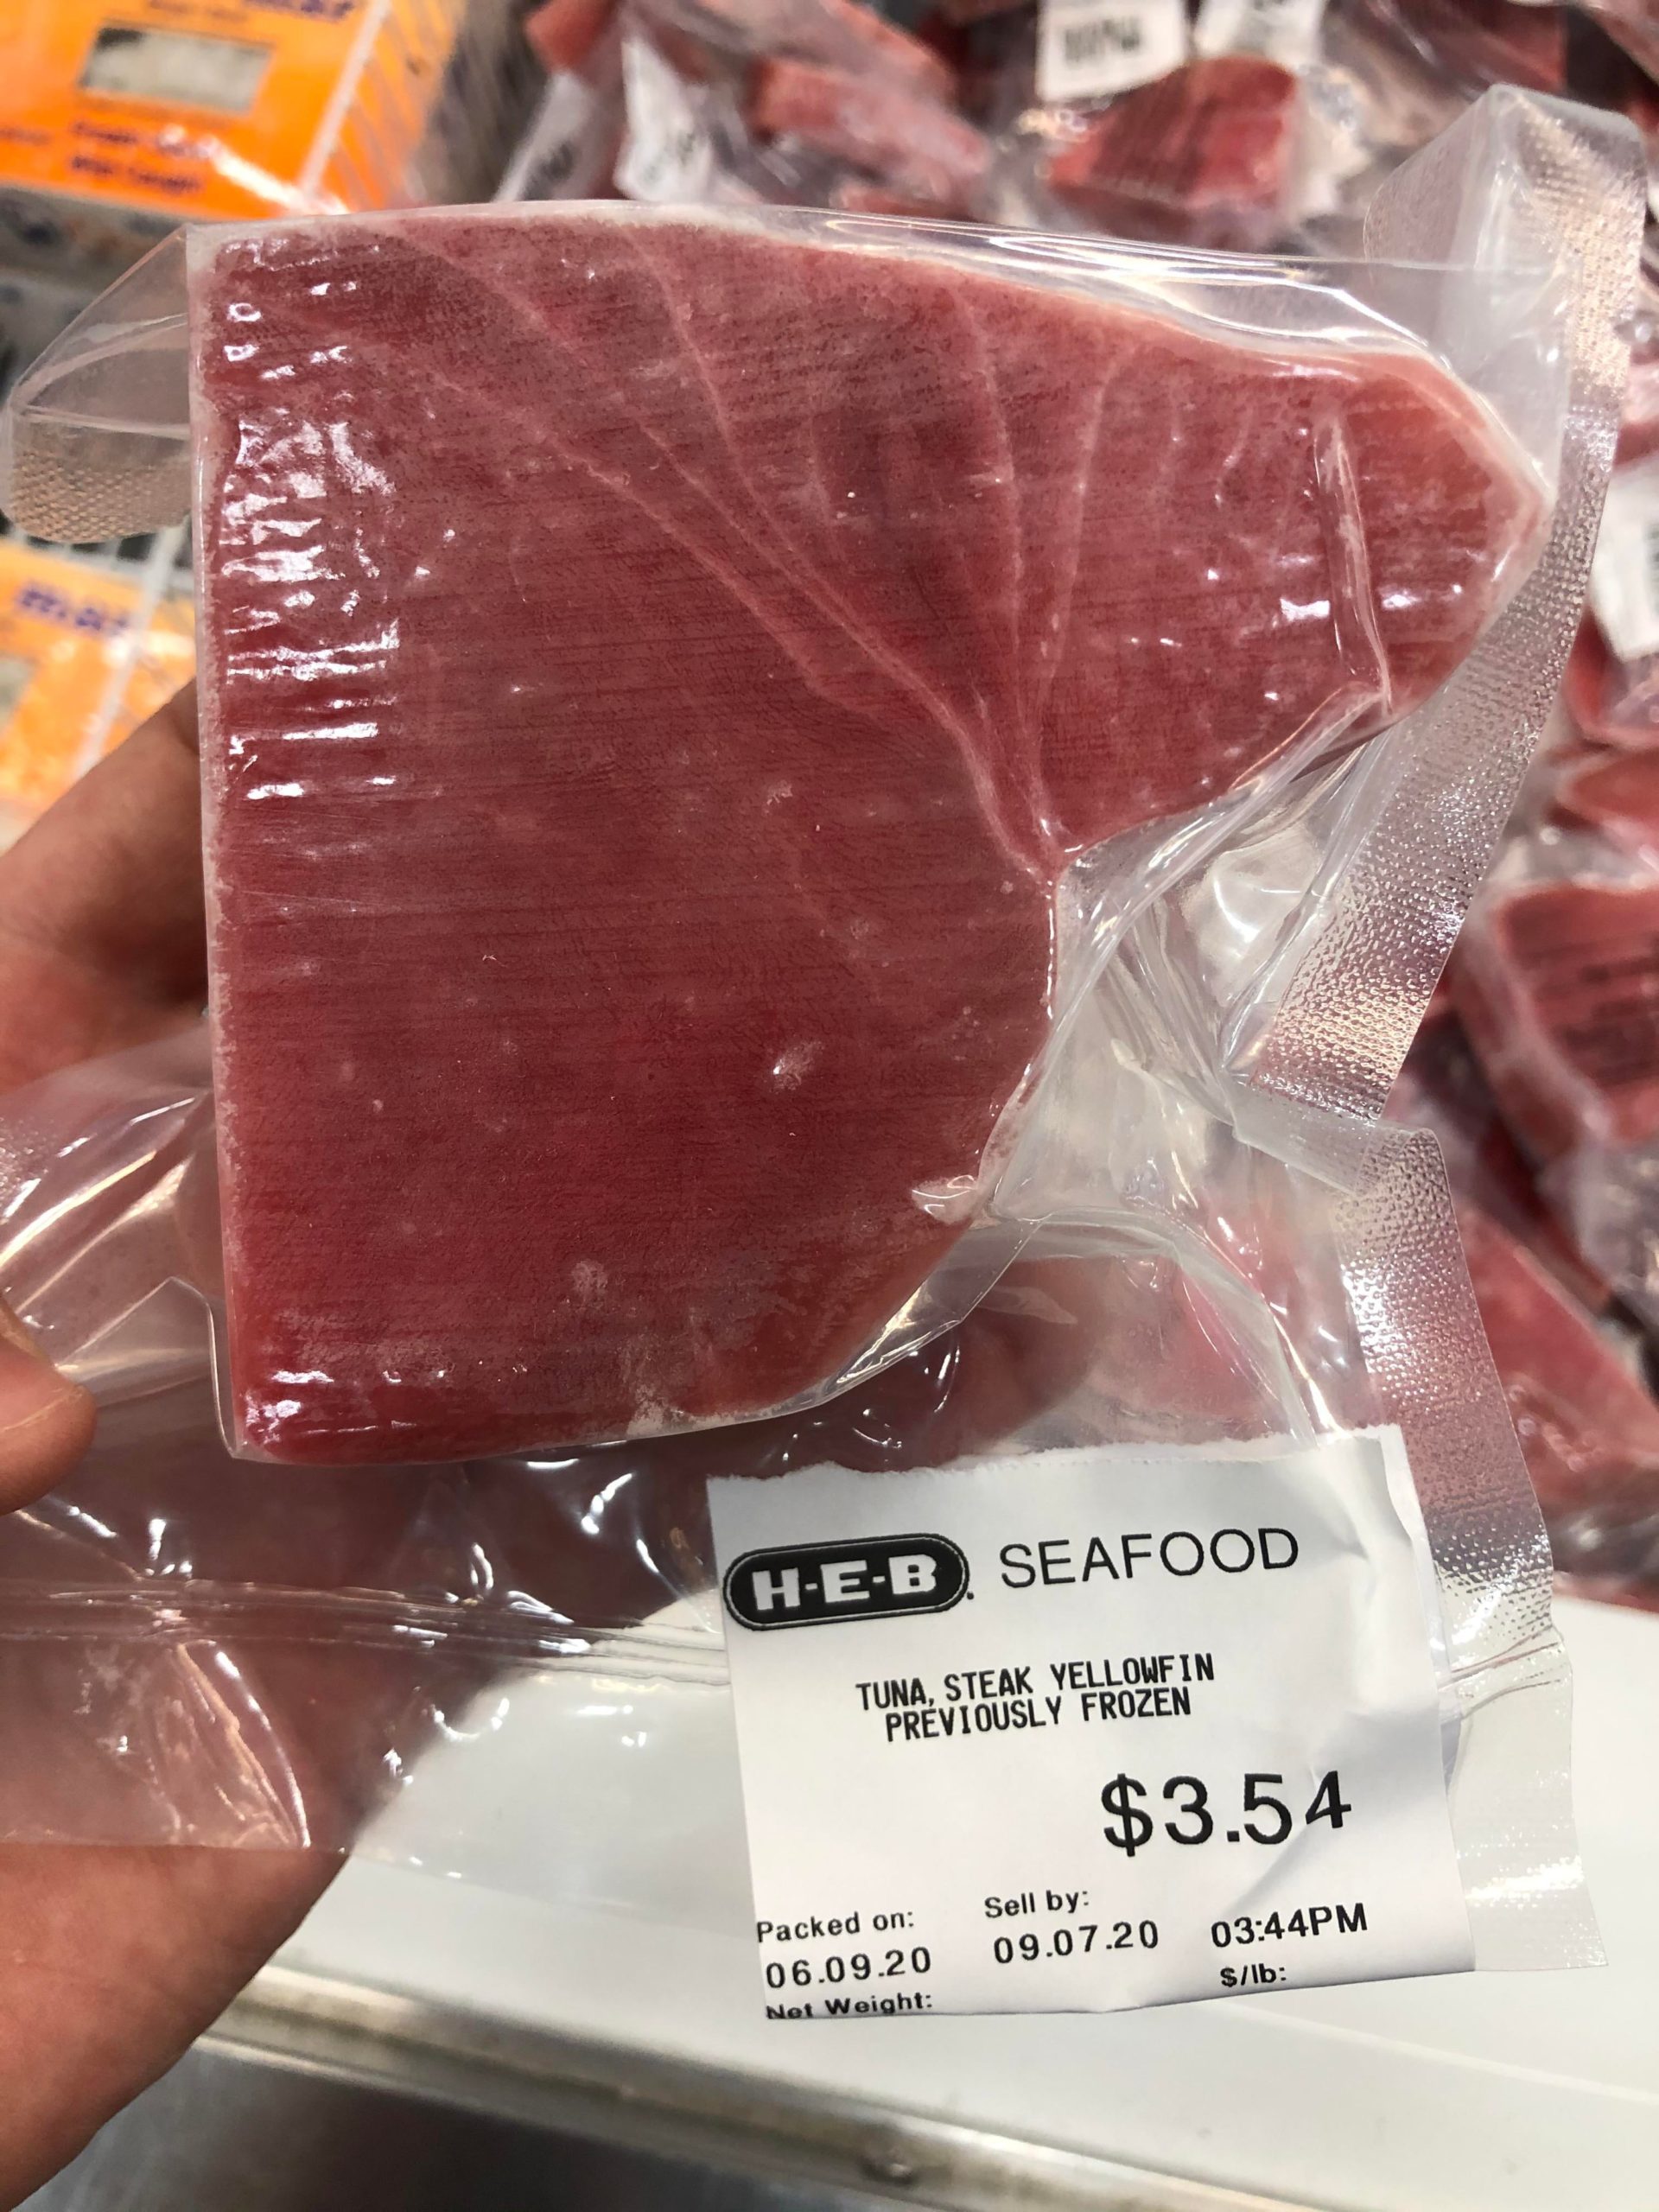 H-E-B. SEAFOOD
TUNA, STEAK YELLOWFIN
PREVIOUSLY FROZEN
$3.54
Packed on: Sell by:
06.09.20 09.07.20 03:44PM
Net Weight: $/lb: